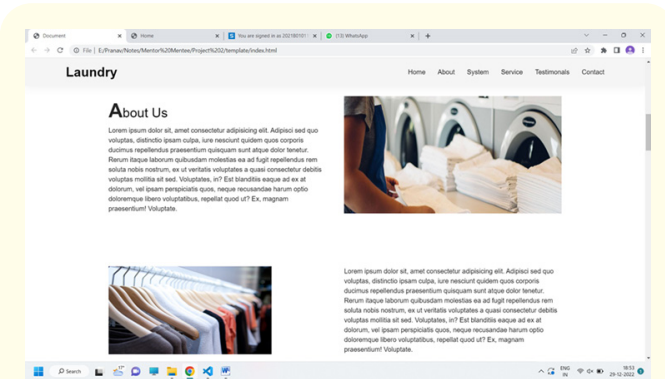 Document
Home
You are signed in as 202180101
(13) WhatsApp
File | E:/Pranav/Notes/Mentor%20Mentee/Project%202/template/index.html
Laundry
Home About System Service Testimonials Contact
About Us
Lorem ipsum dolor sit, amet consectetur adipisicing elit. Adipisci sed quo
voluptas, distinctio ipsam culpa, iure nesciunt quidem quos corporis
ducimus repellendus praesentium quisquam sunt atque dolor tenetur.
Rerum itaque laborum quibusdam molestias ea ad fugit repellendus rem
soluta nobis nostrum, ex ut veritatis voluptates a quasi consectetur debitis
voluptas mollitia sit sed. Voluptates, in? Est blanditiis eaque ad ex at
dolorum, vel ipsam perspiciatis quos, neque recusandae harum optio
doloremque libero voluptatibus, repellat quod ut? Ex, magnam
praesentium! Voluptate.
Lorem ipsum dolor sit, amet consectetur adipisicing elit. Adipisci sed quo
voluptas, distinctio ipsam culpa, iure nesciunt quidem quos corporis
ducimus repellendus praesentium quisquam sunt atque dolor tenetur.
Rerum itaque laborum quibusdam molestias ea ad fugit repellendus rem
soluta nobis nostrum, ex ut veritatis voluptates a quasi consectetur debitis
voluptas mollitia sit sed. Voluptates, in? Est blanditiis eaque ad ex at
dolorum, vel ipsam perspiciatis quos, neque recusandae harum optio
doloremque libero voluptatibus, repellat quod ut? Ex, magnam
praesentium! Voluptate.
Search
ENG
IN
18:53
29-12-2022